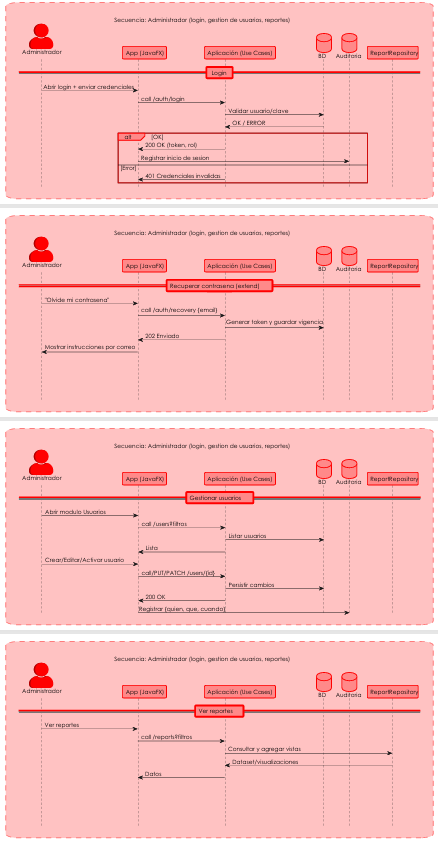 Secuencia: Administrador (login, gestion de usuarios, reportes)
Administrador
App (JavaFX)
Aplicación (Use Cases)
BD
Auditoria
ReportRepository
Login
Abrir login + enviar credenciales
call /auth/login
Validar usuario/clave
OK / ERROR
alt
[OK]
200 OK (token, rol)
Registrar inicio de sesion
[Error]
401 Credenciales invalidas
Secuencia: Administrador (login, gestion de usuarios, reportes)
Administrador
App (JavaFX)
Aplicación (Use Cases)
BD
Auditoria
ReportRepository
Recuperar contrasena (extend)
"Olvide mi contrasena"
call /auth/recovery (email)
Generar token y guardar vigencia
202 Enviado
Mostrar instrucciones por correo
Secuencia: Administrador (login, gestion de usuarios, reportes)
Administrador
App (JavaFX)
Aplicación (Use Cases)
BD
Auditoria
ReportRepository
Gestionar usuarios
Abrir modulo Usuarios
call /users?filtros
Listar usuarios
Lista
Crear/Editar/Activar usuario
call/PUT/PATCH /users/{id}
Persistir cambios
200 OK
Registrar (quien, que, cuando)
Secuencia: Administrador (login, gestion de usuarios, reportes)
Administrador
App (JavaFX)
Aplicación (Use Cases)
BD
Auditoria
ReportRepository
Ver reportes
Ver reportes
call /reports?filtros
Consultar y agregar vistas
Dataset/visualizaciones
Datos